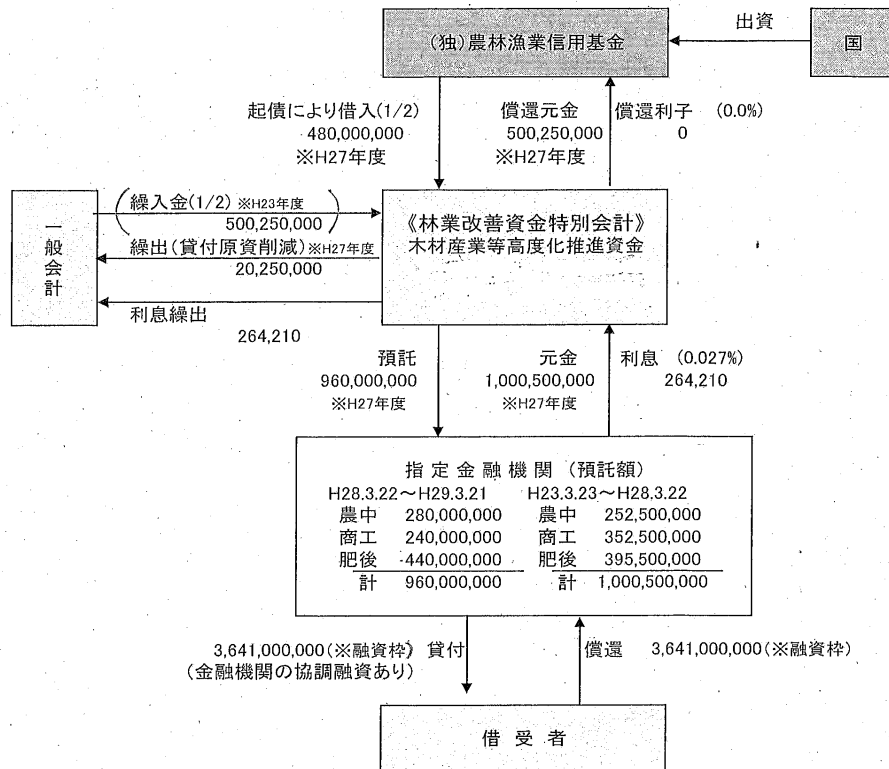 (独)農林漁業信用基金
出資
国
起債により借入(1/2)
480,000,000
※H27年度
償還元金
500,250,000
※H27年度
償還利子 (0.0%)
0
一般会計
繰入金(1/2) ※H23年度
500,250,000
繰出(貸付原資削減)※H27年度
20,250,000
利息繰出
264,210
《林業改善資金特別会計》
木材産業等高度化推進資金
預託
960,000,000
※H27年度
元金
1,000,500,000
※H27年度
利息 (0.027%)
264,210
指定金融機関 (預託額)
H28.3.22～H29.3.21 H23.3.23～H28.3.22
農中 280,000,000 農中 252,500,000
商工 240,000,000 商工 352,500,000
肥後 440,000,000 肥後 395,500,000
計 960,000,000 計 1,000,500,000
3,641,000,000(※融資枠) 貸付
(金融機関の協調融資あり)
償還 3,641,000,000(※融資枠)
借受者